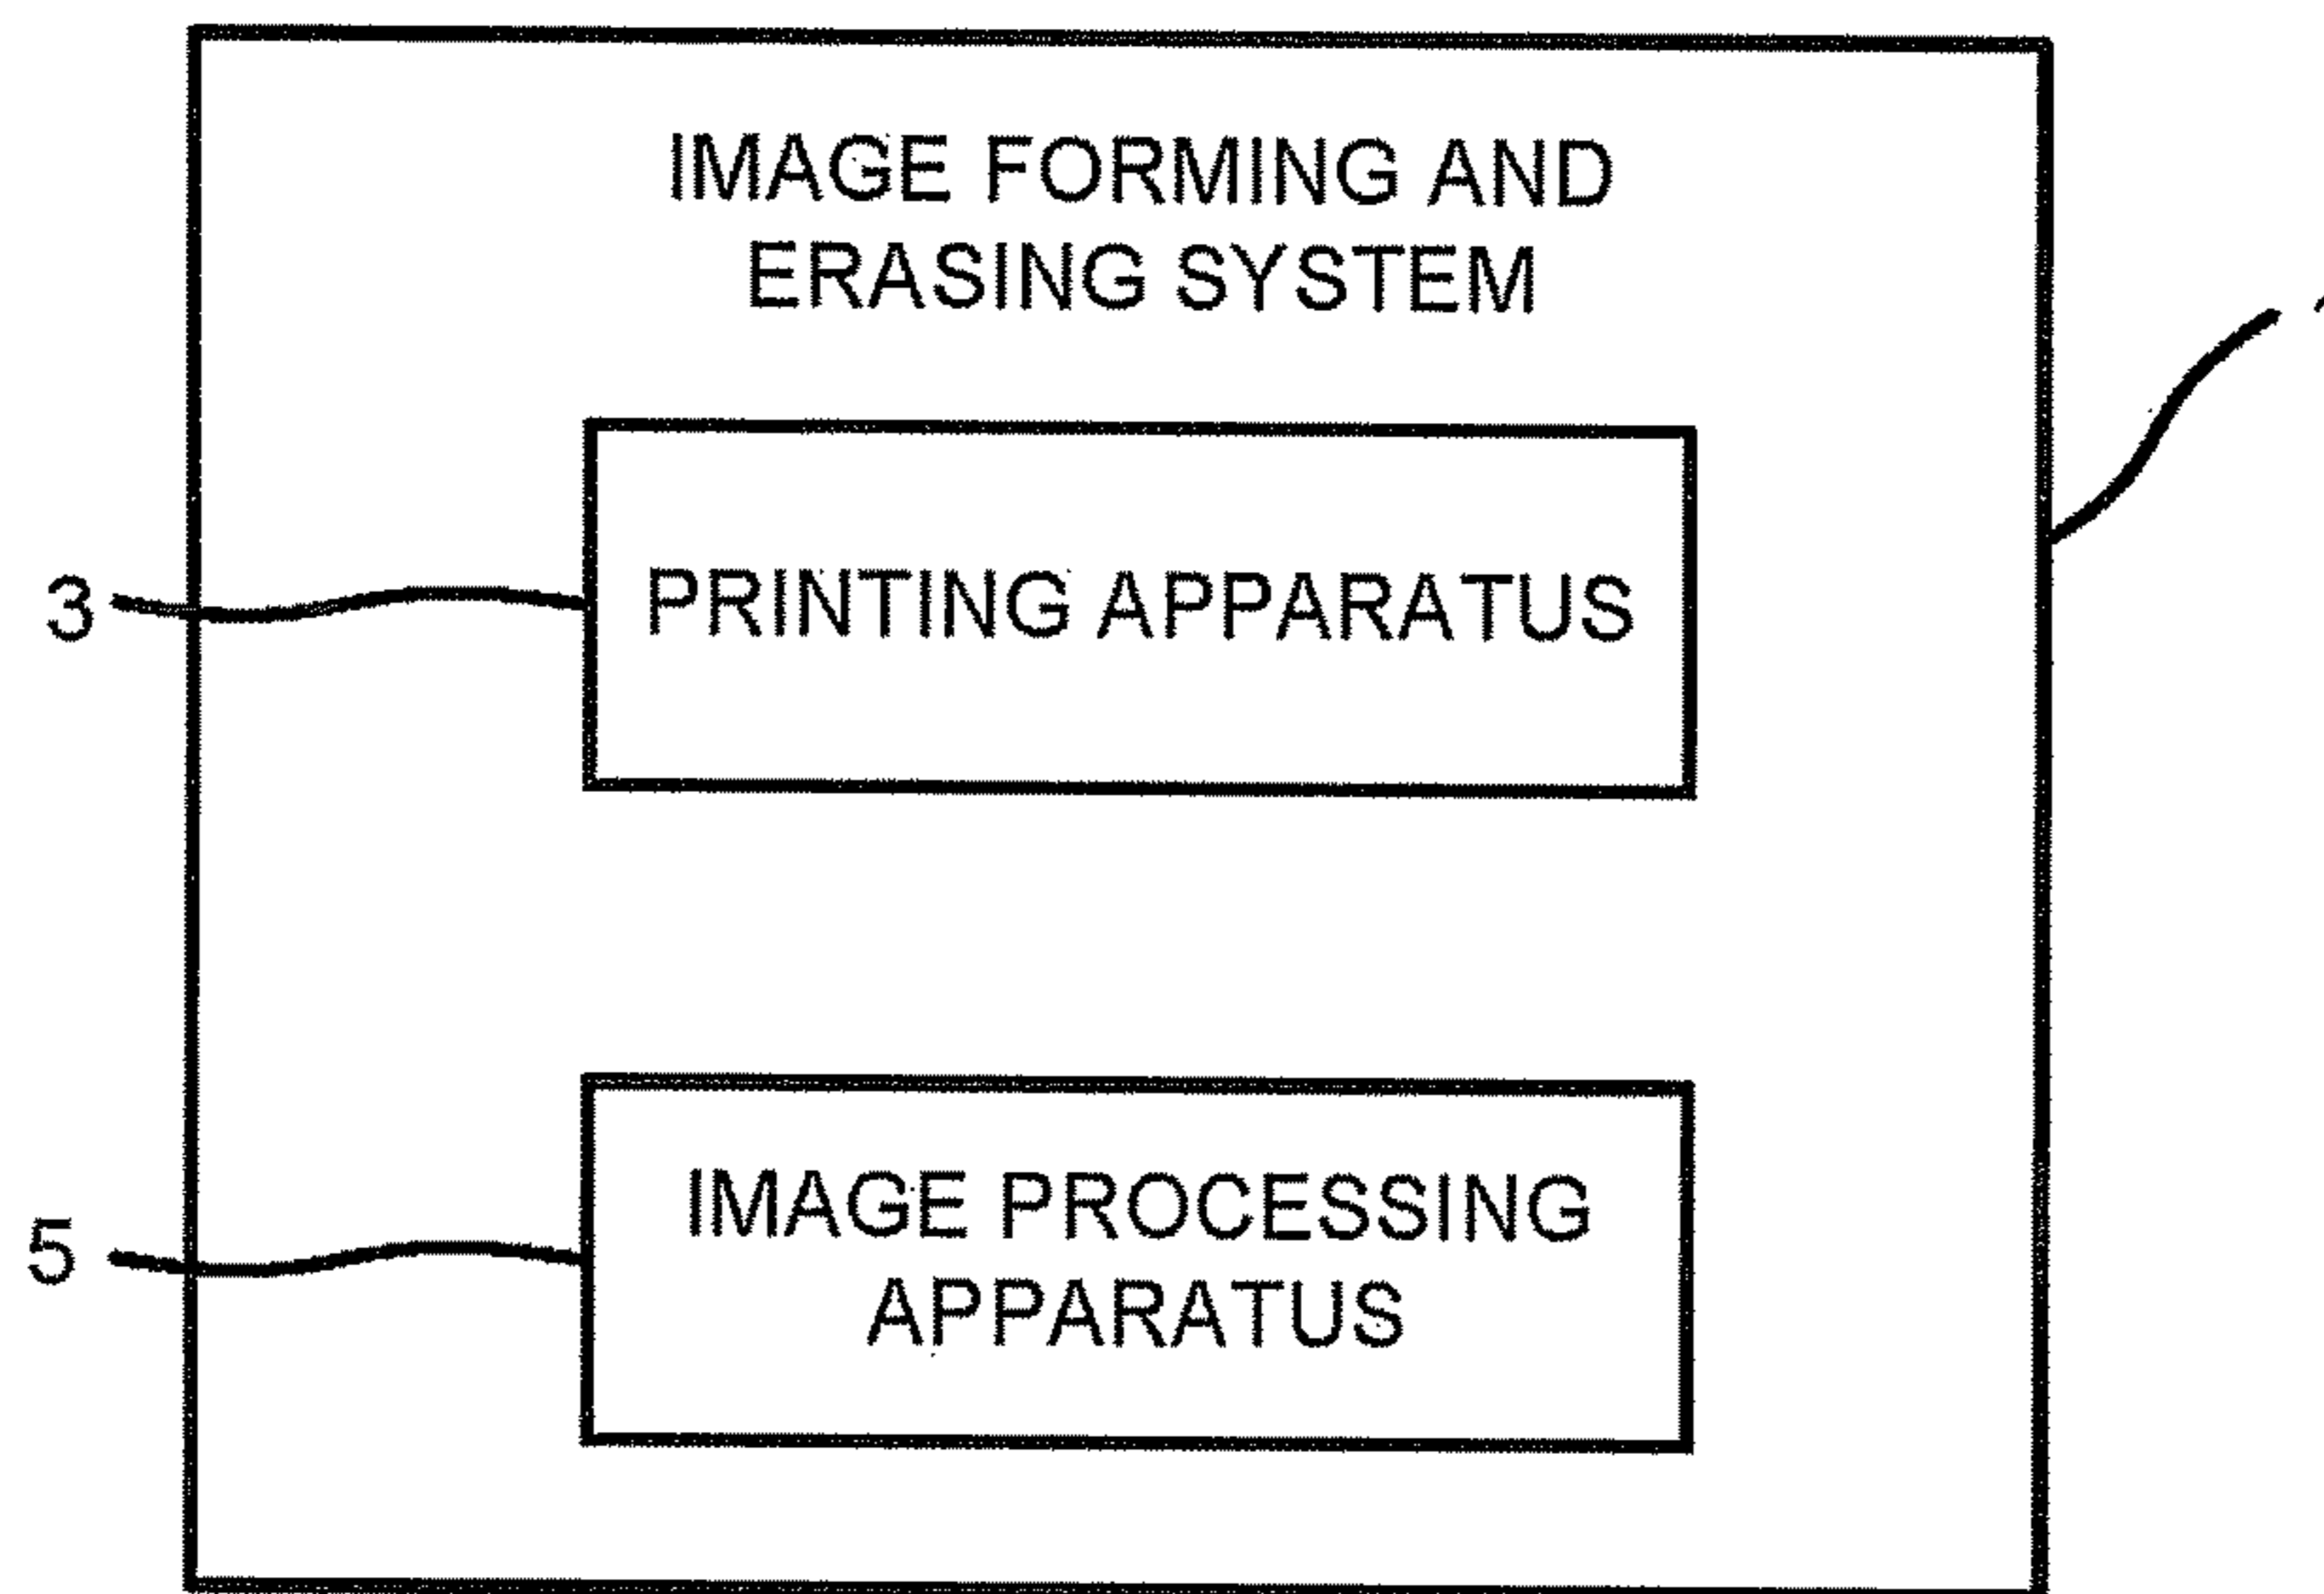 IMAGE FORMING AND
ERASING SYSTEM
3
PRINTING APPARATUS
5
IMAGE PROCESSING
APPARATUS